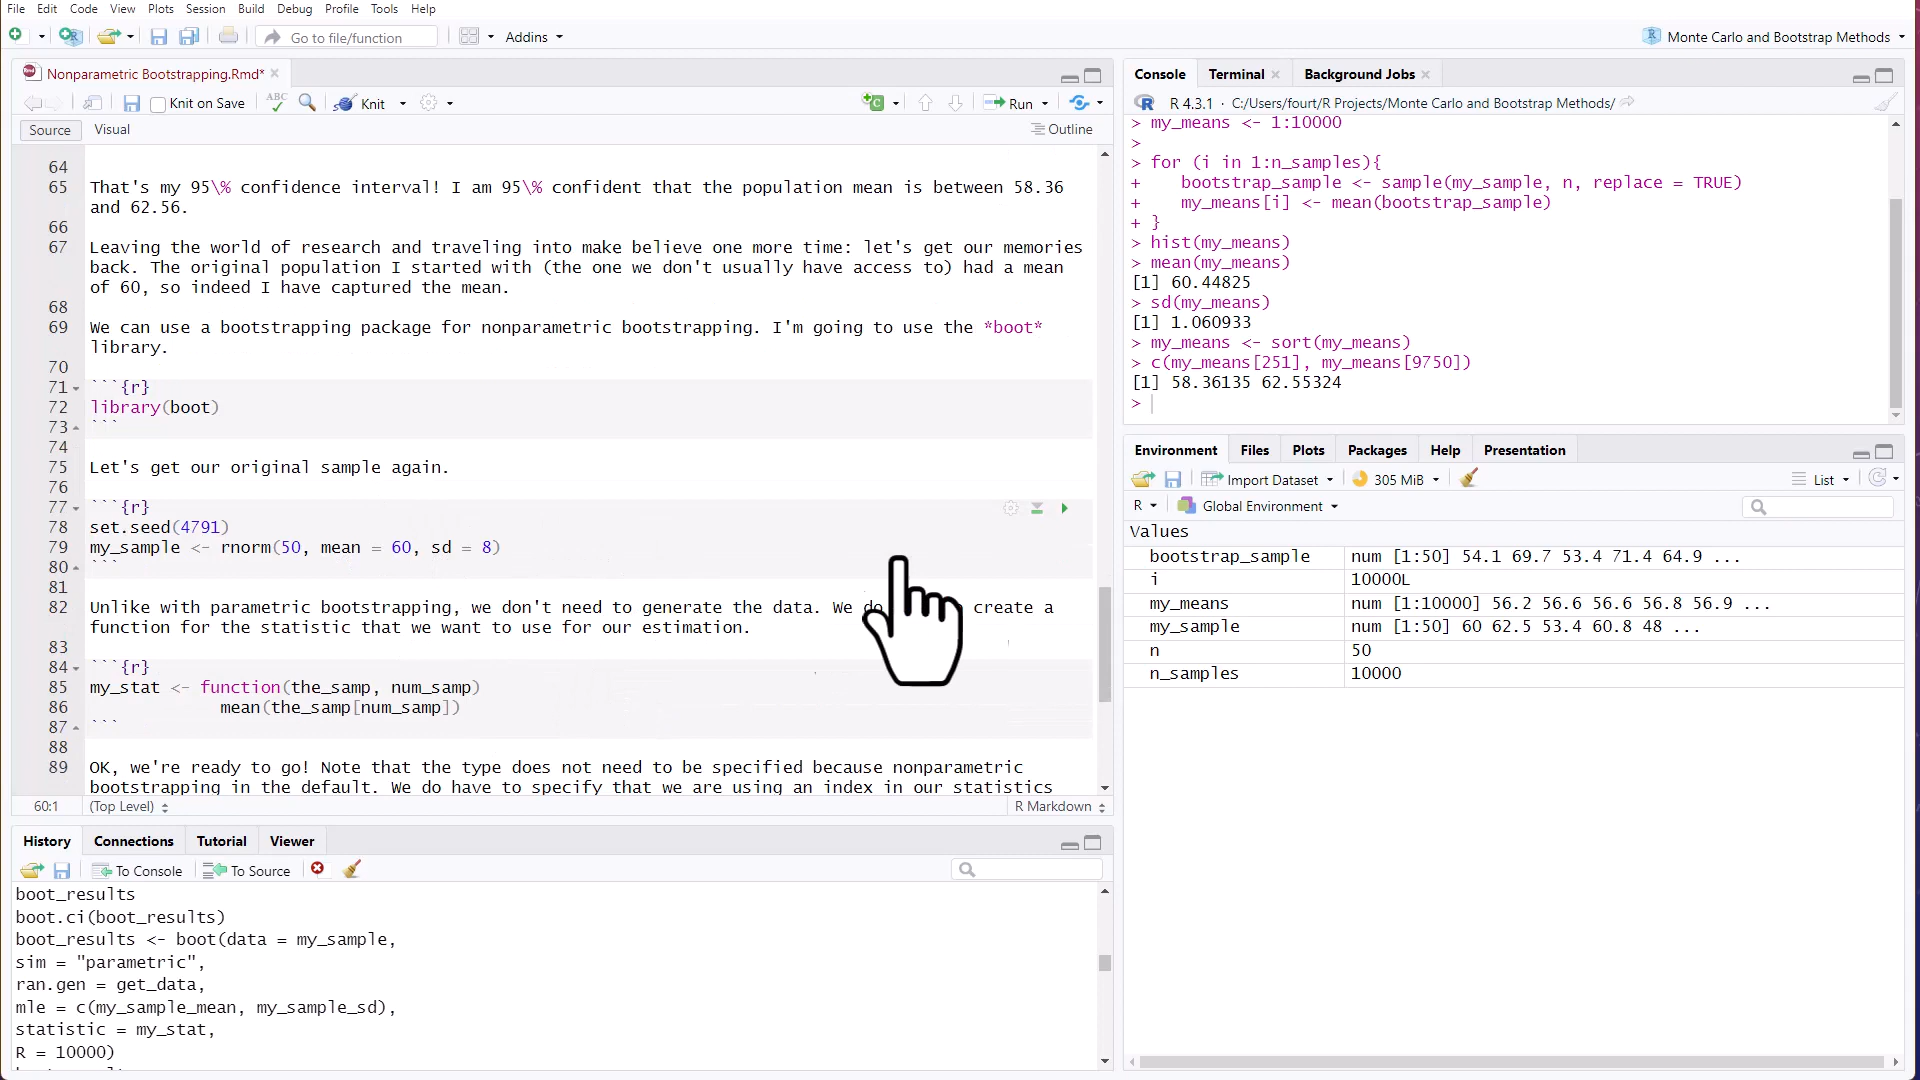 File Edit Code View Plots Session Build Debug Profile Tools Help
Go to file/function
Addins
Monte Carlo and Bootstrap Methods
Nonparametric Bootstrapping.Rmd*
Knit on Save
ABC
Knit
Run
Source Visual
Outline
64
65 That's my 95\% confidence interval! I am 95\% confident that the population mean is between 58.36
and 62.56.
66
67 Leaving the world of research and traveling into make believe one more time: let's get our memories
back. The original population I started with (the one we don't usually have access to) had a mean
of 60, so indeed I have captured the mean.
68
69 We can use a bootstrapping package for nonparametric bootstrapping. I'm going to use the *boot*
library.
70
71 ```{r}
72 library(boot)
73 ```
74
75 Let's get our original sample again.
76
77 ```{r}
78 set.seed(4791)
79 my_sample <- rnorm(50, mean = 60, sd = 8)
80 ```
81
82 Unlike with parametric bootstrapping, we don't need to generate the data. We do create a
function for the statistic that we want to use for our estimation.
83
84 ```{r}
85 my_stat <- function(the_samp, num_samp)
86 mean(the_samp[num_samp])
87 ```
88
89 OK, we're ready to go! Note that the type does not need to be specified because nonparametric
bootstrapping in the default. We do have to specify that we are using an index in our statistics
60:1 (Top Level) R Markdown
History Connections Tutorial Viewer
To Console To Source
boot_results
boot.ci(boot_results)
boot_results <- boot(data = my_sample,
sim = "parametric",
ran.gen = get_data,
mle = c(my_sample_mean, my_sample_sd),
statistic = my_stat,
R = 10000)
Console Terminal Background Jobs
R 4.3.1 · C:/Users/fourt/R Projects/Monte Carlo and Bootstrap Methods/
> my_means <- 1:10000
>
> for (i in 1:n_samples){
+ bootstrap_sample <- sample(my_sample, n, replace = TRUE)
+ my_means[i] <- mean(bootstrap_sample)
+ }
> hist(my_means)
> mean(my_means)
[1] 60.44825
> sd(my_means)
[1] 1.060933
> my_means <- sort(my_means)
> c(my_means[251], my_means[9750])
[1] 58.36135 62.55324
>
Environment Files Plots Packages Help Presentation
Import Dataset 305 MiB List
R Global Environment
Values
bootstrap_sample num [1:50] 54.1 69.7 53.4 71.4 64.9 ...
i 10000L
my_means num [1:10000] 56.2 56.6 56.6 56.8 56.9 ...
my_sample num [1:50] 60 62.5 53.4 60.8 48 ...
n 50
n_samples 10000